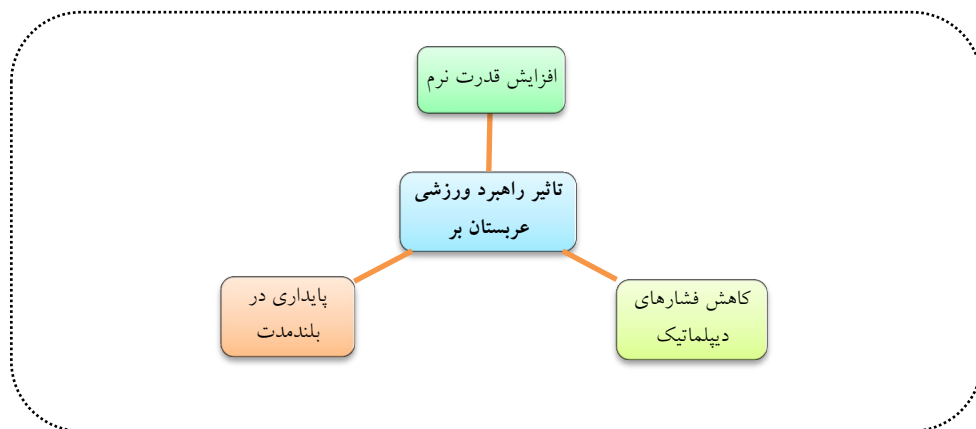 افزایش قدرت نرم
تاثیر راهبرد ورزشی
عربستان بر
کاهش فشارهای
دیپلماتیک
پایداری در
بلندمدت